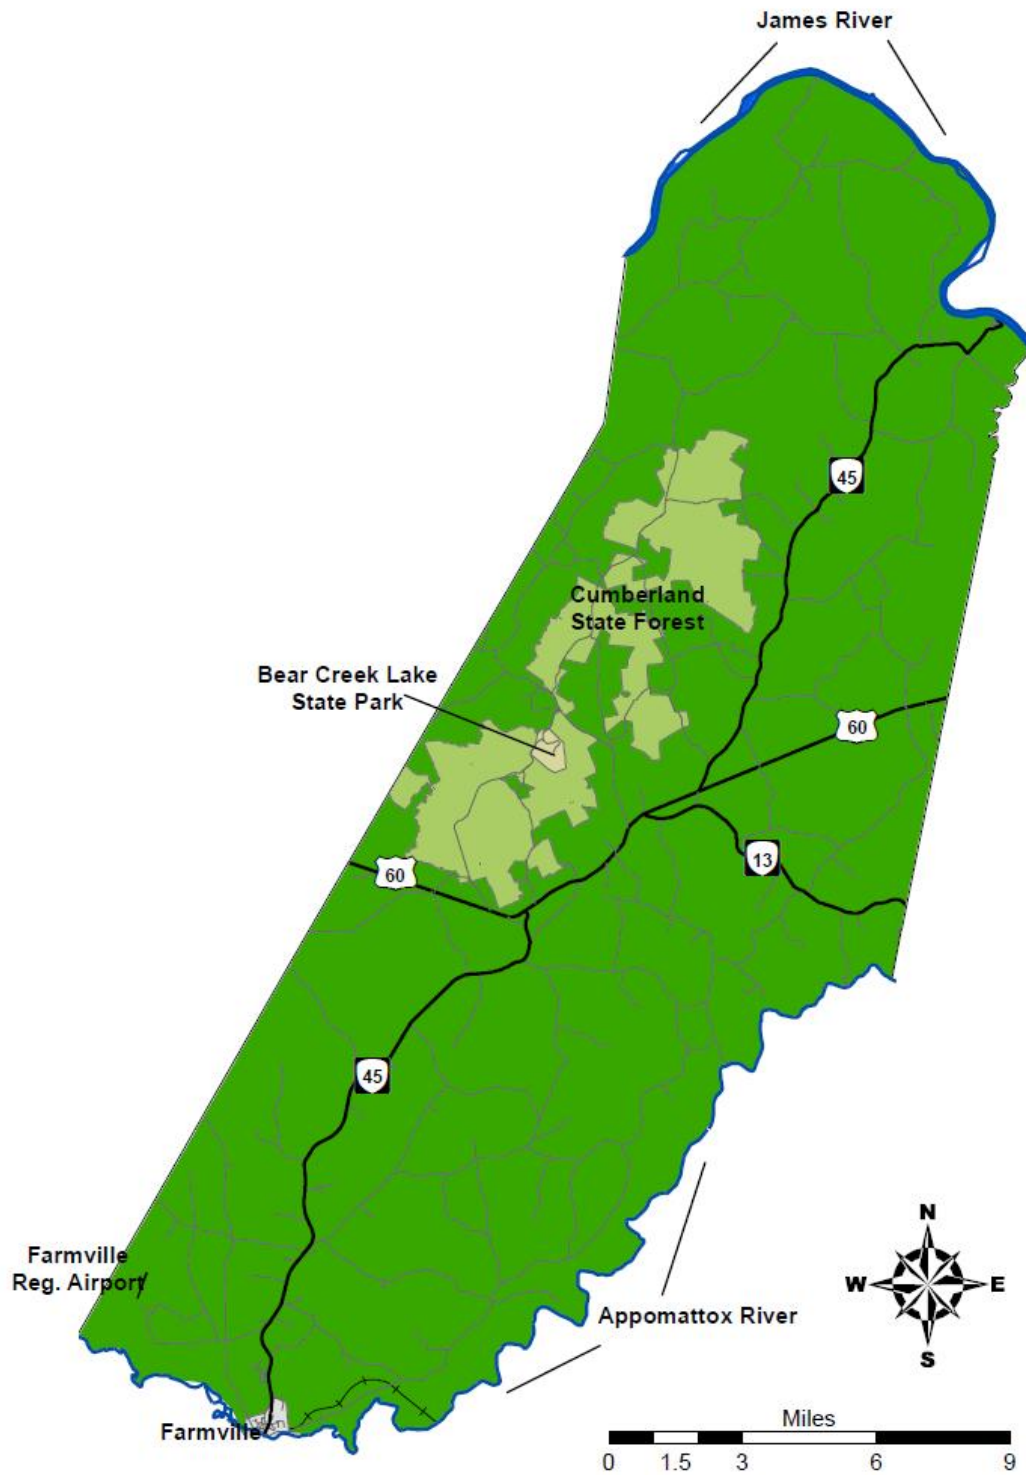 James River
45
Cumberland
State Forest
Bear Creek Lake
State Park
60
60
13
45
N
Farmville
Reg. Airport
W
E
Appomattox River
S
Miles
Farmville
0 1.5 3 6 9